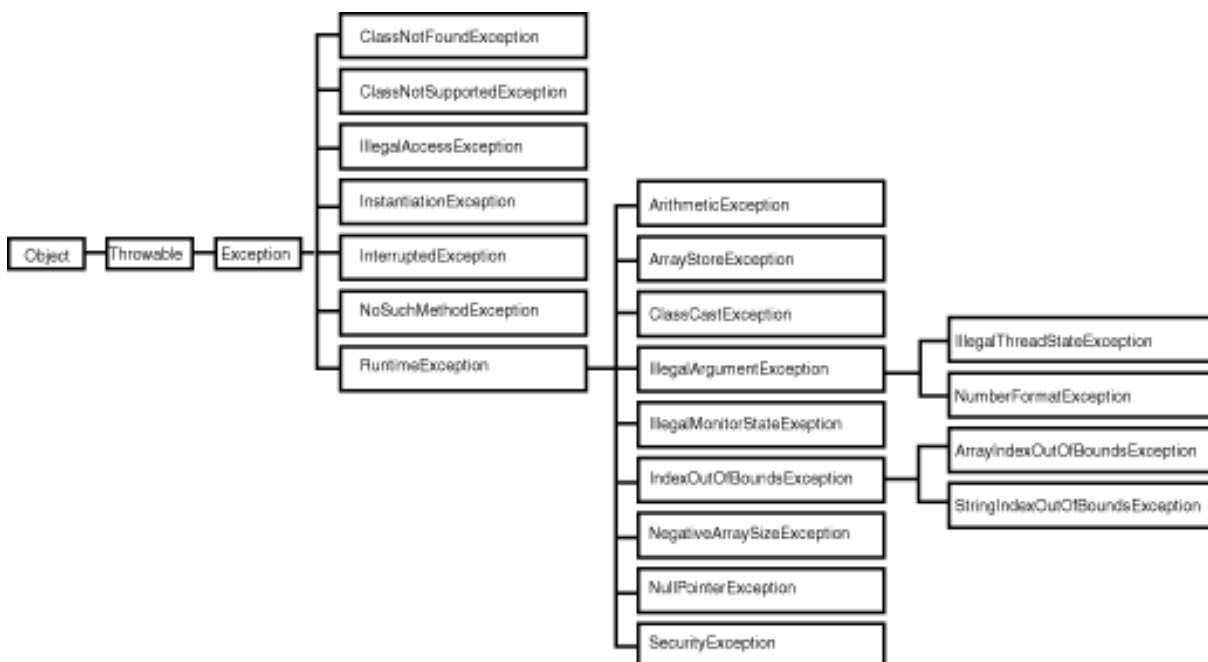 Object
Throwable
Exception
ClassNotFoundException
ClassNotSupportedException
IllegalAccessException
InstantiationException
InterruptedException
NoSuchMethodException
RuntimeException
ArithmeticException
ArrayStoreException
ClassCastException
IllegalArgumentException
IllegalMonitorStateExeption
IndexOutOfBoundsException
NegativeArraySizeException
NullPointerException
SecurityException
IllegalThreadStateException
NumberFormatException
ArrayIndexOutOfBoundsException
StringIndexOutOfBoundsException